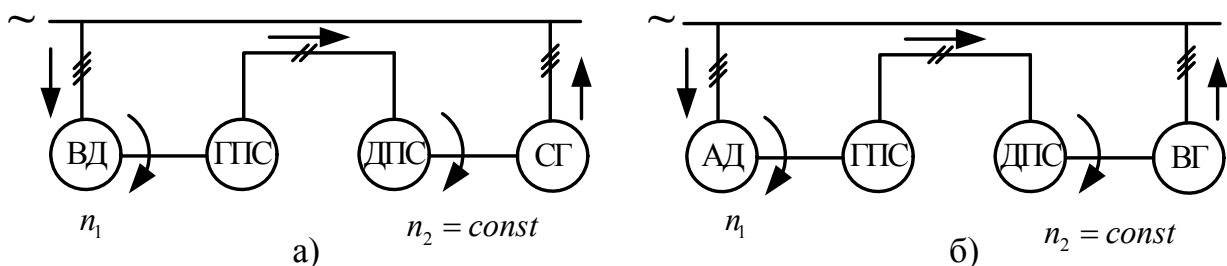 ~ ~
ВД ГПС ДПС СГ АД ГПС ДПС ВГ
n₁ n₂ = const n₁ n₂ = const
а) б)